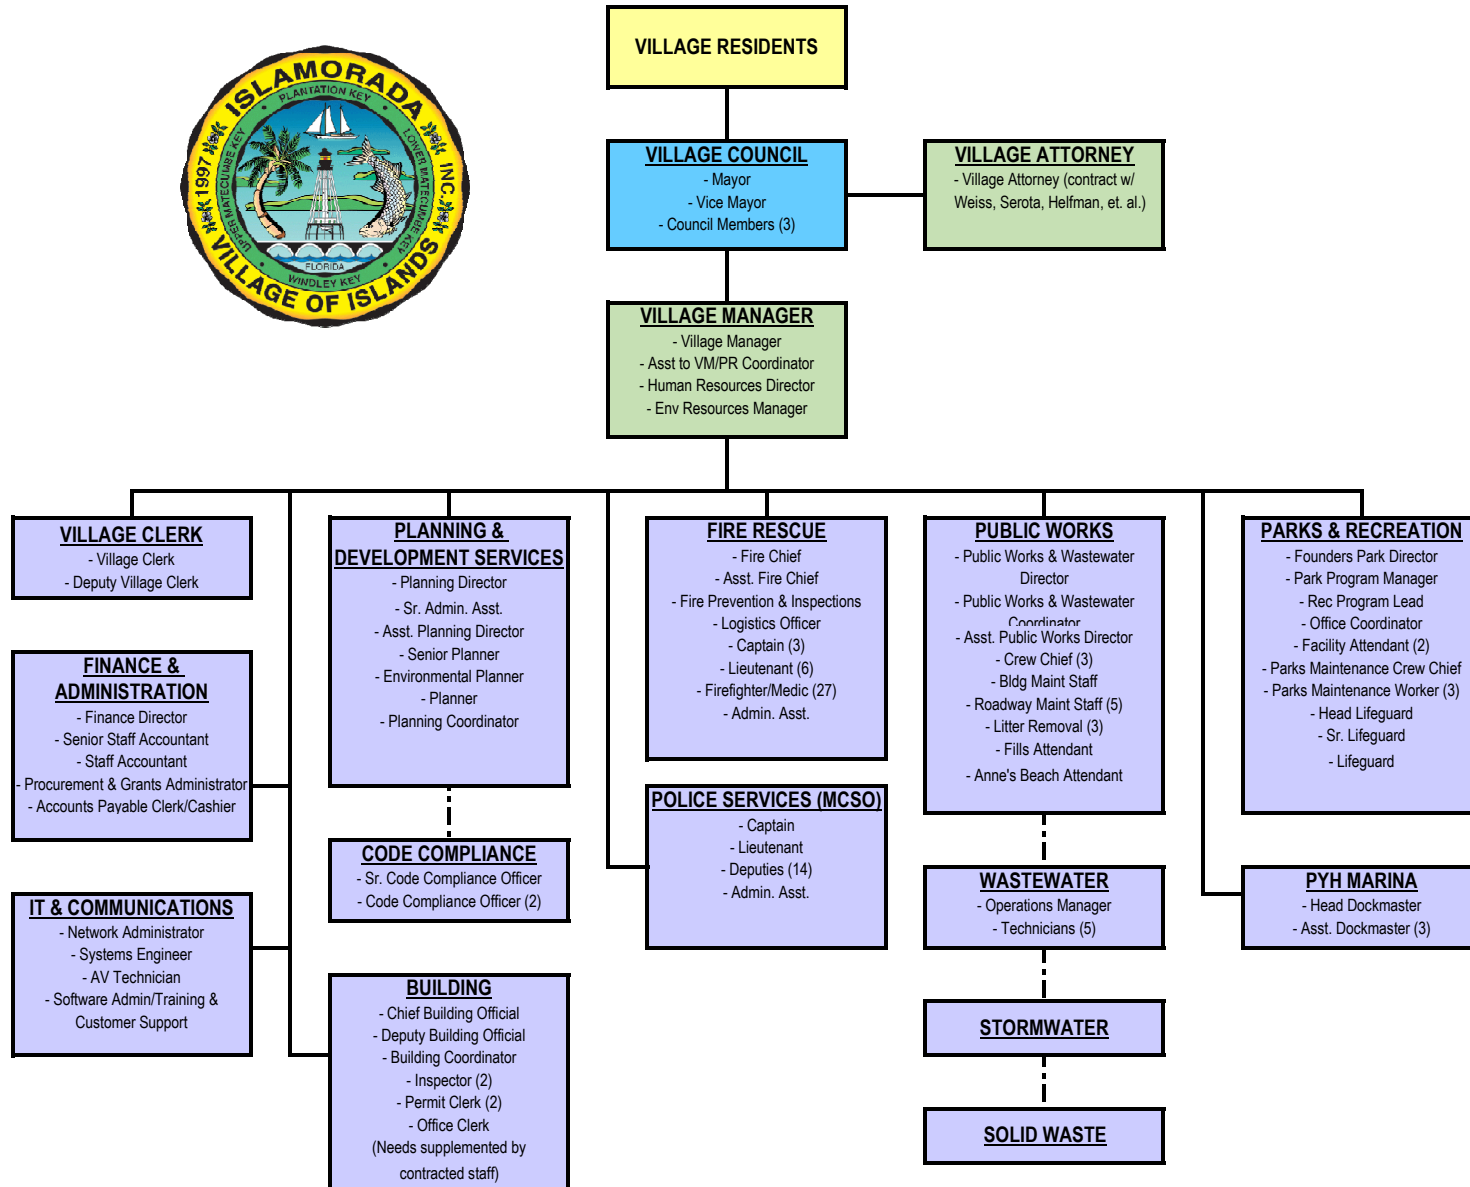 VILLAGE RESIDENTS
ISLAMORADA
PLANTATION KEY
1997
UPPER MATECUMBE KEY
LOWER MATECUMBE KEY
INC.
FLORIDA
WINDLEY KEY
VILLAGE OF ISLANDS
VILLAGE COUNCIL
- Mayor
- Vice Mayor
- Council Members (3)
VILLAGE ATTORNEY
- Village Attorney (contract w/
Weiss, Serota, Helfman, et. al.)
VILLAGE MANAGER
- Village Manager
- Asst to VM/PR Coordinator
- Human Resources Director
- Env Resources Manager
VILLAGE CLERK
- Village Clerk
- Deputy Village Clerk
FINANCE &
ADMINISTRATION
- Finance Director
- Senior Staff Accountant
- Staff Accountant
- Procurement & Grants Administrator
- Accounts Payable Clerk/Cashier
IT & COMMUNICATIONS
- Network Administrator
- Systems Engineer
- AV Technician
- Software Admin/Training &
Customer Support
PLANNING &
DEVELOPMENT SERVICES
- Planning Director
- Sr. Admin. Asst.
- Asst. Planning Director
- Senior Planner
- Environmental Planner
- Planner
- Planning Coordinator
CODE COMPLIANCE
- Sr. Code Compliance Officer
- Code Compliance Officer (2)
BUILDING
- Chief Building Official
- Deputy Building Official
- Building Coordinator
- Inspector (2)
- Permit Clerk (2)
- Office Clerk
(Needs supplemented by
contracted staff)
FIRE RESCUE
- Fire Chief
- Asst. Fire Chief
- Fire Prevention & Inspections
- Logistics Officer
- Captain (3)
- Lieutenant (6)
- Firefighter/Medic (27)
- Admin. Asst.
POLICE SERVICES (MCSO)
- Captain
- Lieutenant
- Deputies (14)
- Admin. Asst.
PUBLIC WORKS
- Public Works & Wastewater
Director
- Public Works & Wastewater
Coordinator
- Asst. Public Works Director
- Crew Chief (3)
- Bldg Maint Staff
- Roadway Maint Staff (5)
- Litter Removal (3)
- Fills Attendant
- Anne's Beach Attendant
WASTEWATER
- Operations Manager
- Technicians (5)
STORMWATER
SOLID WASTE
PARKS & RECREATION
- Founders Park Director
- Park Program Manager
- Rec Program Lead
- Office Coordinator
- Facility Attendant (2)
- Parks Maintenance Crew Chief
- Parks Maintenance Worker (3)
- Head Lifeguard
- Sr. Lifeguard
- Lifeguard
PYH MARINA
- Head Dockmaster
- Asst. Dockmaster (3)